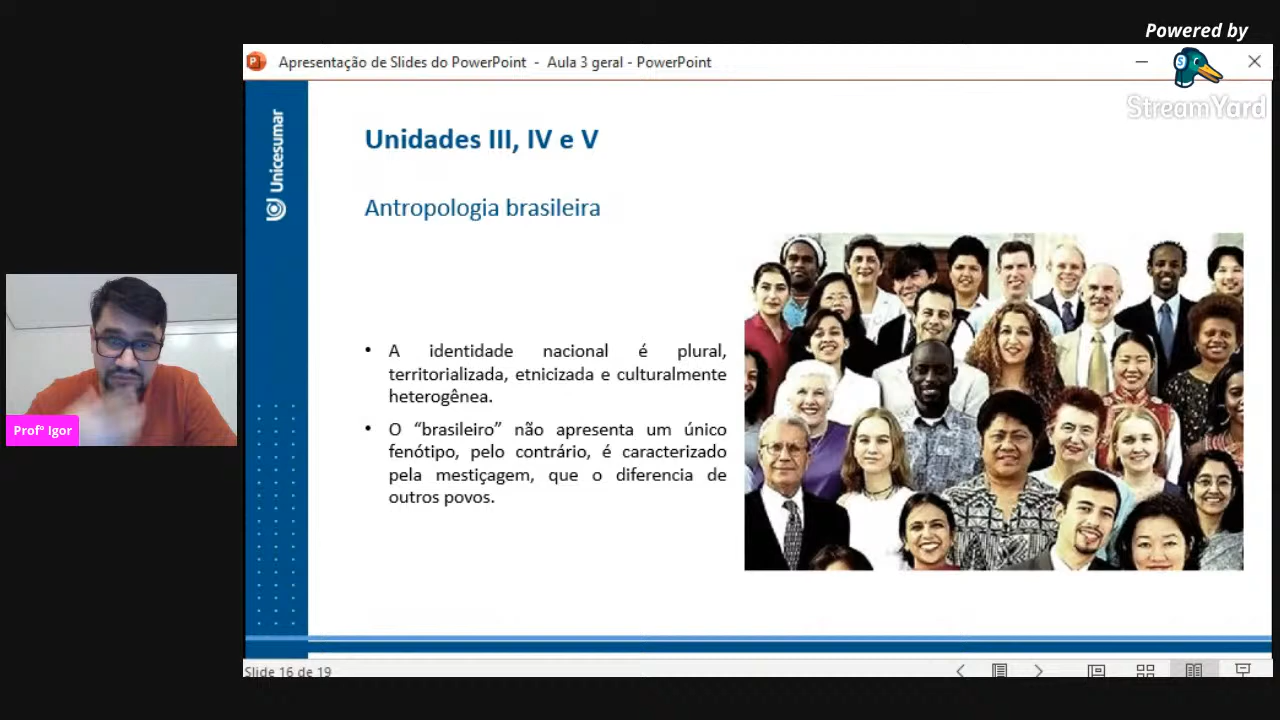 Powered by
Apresentação de Slides do PowerPoint - Aula 3 geral - PowerPoint
StreamYard
Unicesumar
Unidades III, IV e V
Antropologia brasileira
• A identidade nacional é plural,
territorializada, etnicizada e culturalmente
heterogênea.
• O “brasileiro” não apresenta um único
fenótipo, pelo contrário, é caracterizado
pela mestiçagem, que o diferencia de
outros povos.
Profº Igor
Slide 16 de 19